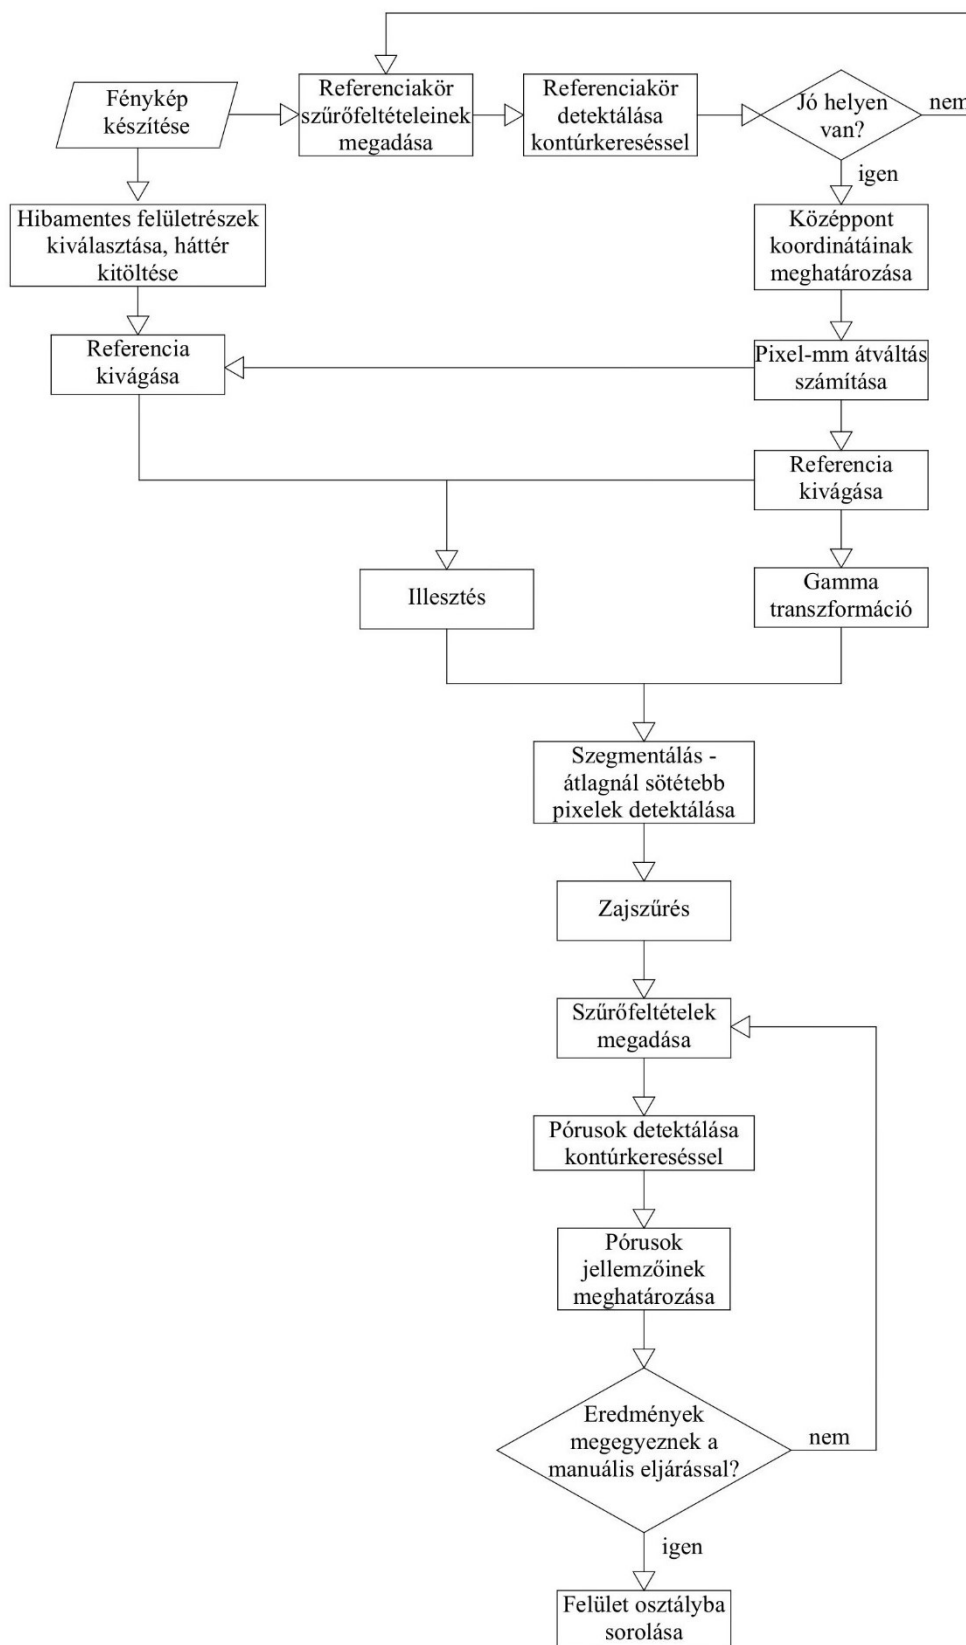 Fénykép
készítése
Referenciakör
szűrőfeltételeinek
megadása
Referenciakör
detektálása
kontúrkereséssel
Jó helyen
van?
nem
igen
Hibamentes felületrészek
kiválasztása, háttér
kitöltése
Középpont
koordinátáinak
meghatározása
Referencia
kivágása
Pixel-mm átváltás
számítása
Referencia
kivágása
Illesztés
Gamma
transzformáció
Szegmentálás -
átlagnál sötétebb
pixelek detektálása
Zajszűrés
Szűrőfeltételek
megadása
Pórusok detektálása
kontúrkereséssel
Pórusok
jellemzőinek
meghatározása
Eredmények
megegyeznek a
manuális eljárással?
nem
igen
Felület osztályba
sorolása